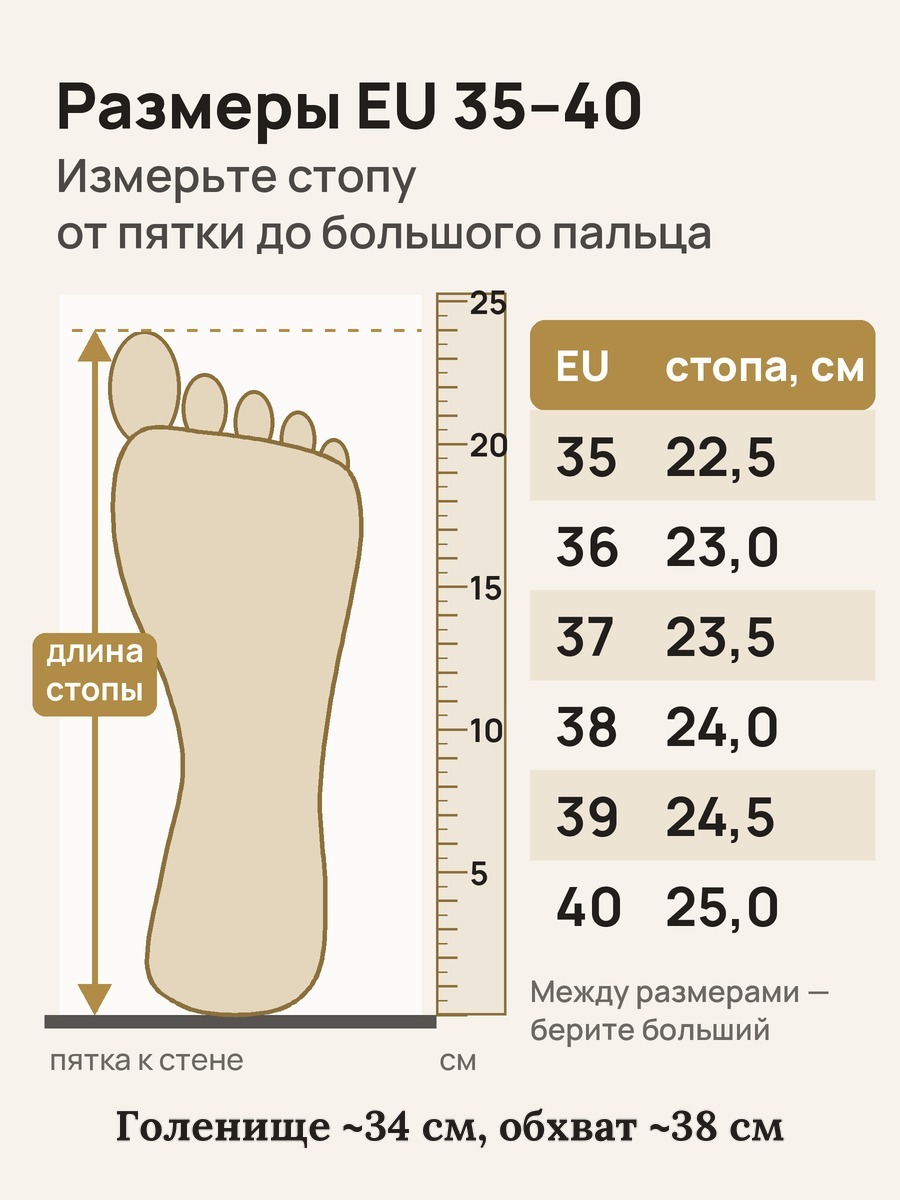 Размеры EU 35–40
Измерьте стопу
от пятки до большого пальца
25
20
15
10
5
длина
стопы
пятка к стене
см
EU стопа, см
35 22,5
36 23,0
37 23,5
38 24,0
39 24,5
40 25,0
Между размерами —
берите больший
Голенище ~34 см, обхват ~38 см